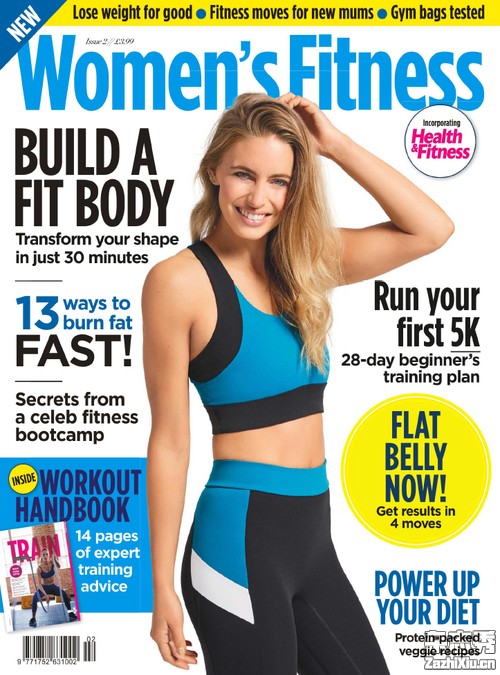 NEW
Lose weight for good ● Fitness moves for new mums ● Gym bags tested
Issue 2 // £3.99
Women's Fitness
Incorporating
Health
&Fitness
BUILD A
FIT BODY
Transform your shape
in just 30 minutes
13 ways to
burn fat
FAST!
Secrets from
a celeb fitness
bootcamp
INSIDE
WORKOUT
HANDBOOK
TRAIN
14 pages
of expert
training
advice
Run your
first 5K
28-day beginner's
training plan
FLAT
BELLY
NOW!
Get results in
4 moves
POWER UP
YOUR DIET
Protein-packed
veggie recipes
02
9 771752 631002
ZazhiXiu.cn